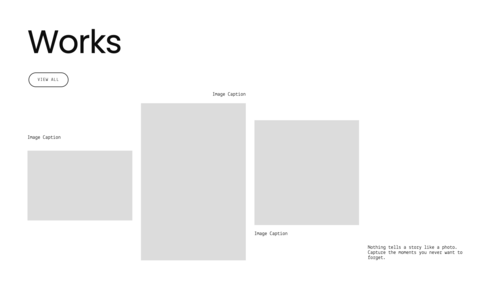 Works
VIEW ALL
Image Caption
Image Caption
Image Caption
Nothing tells a story like a photo.
Capture the moments you never want to
forget.